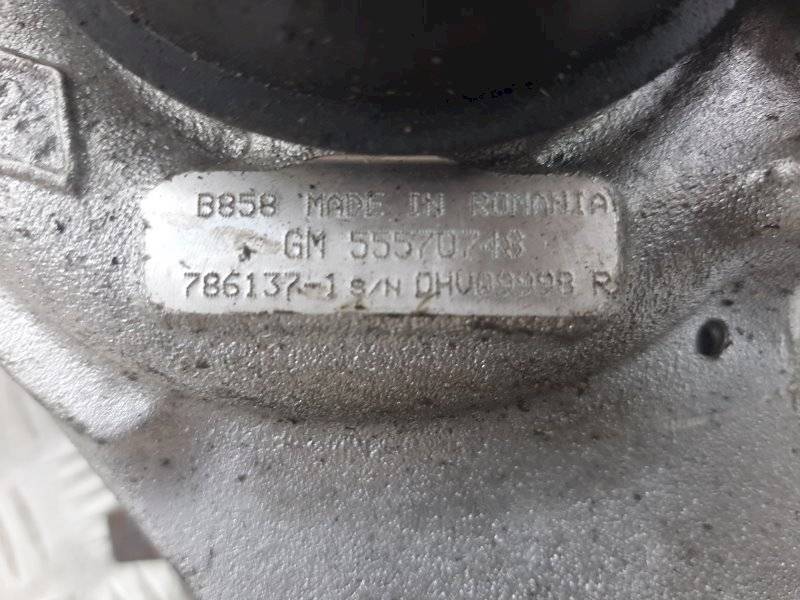 B858 MADE IN ROMANIA
GM 55570748
786137-1 S/N DHV09998 R